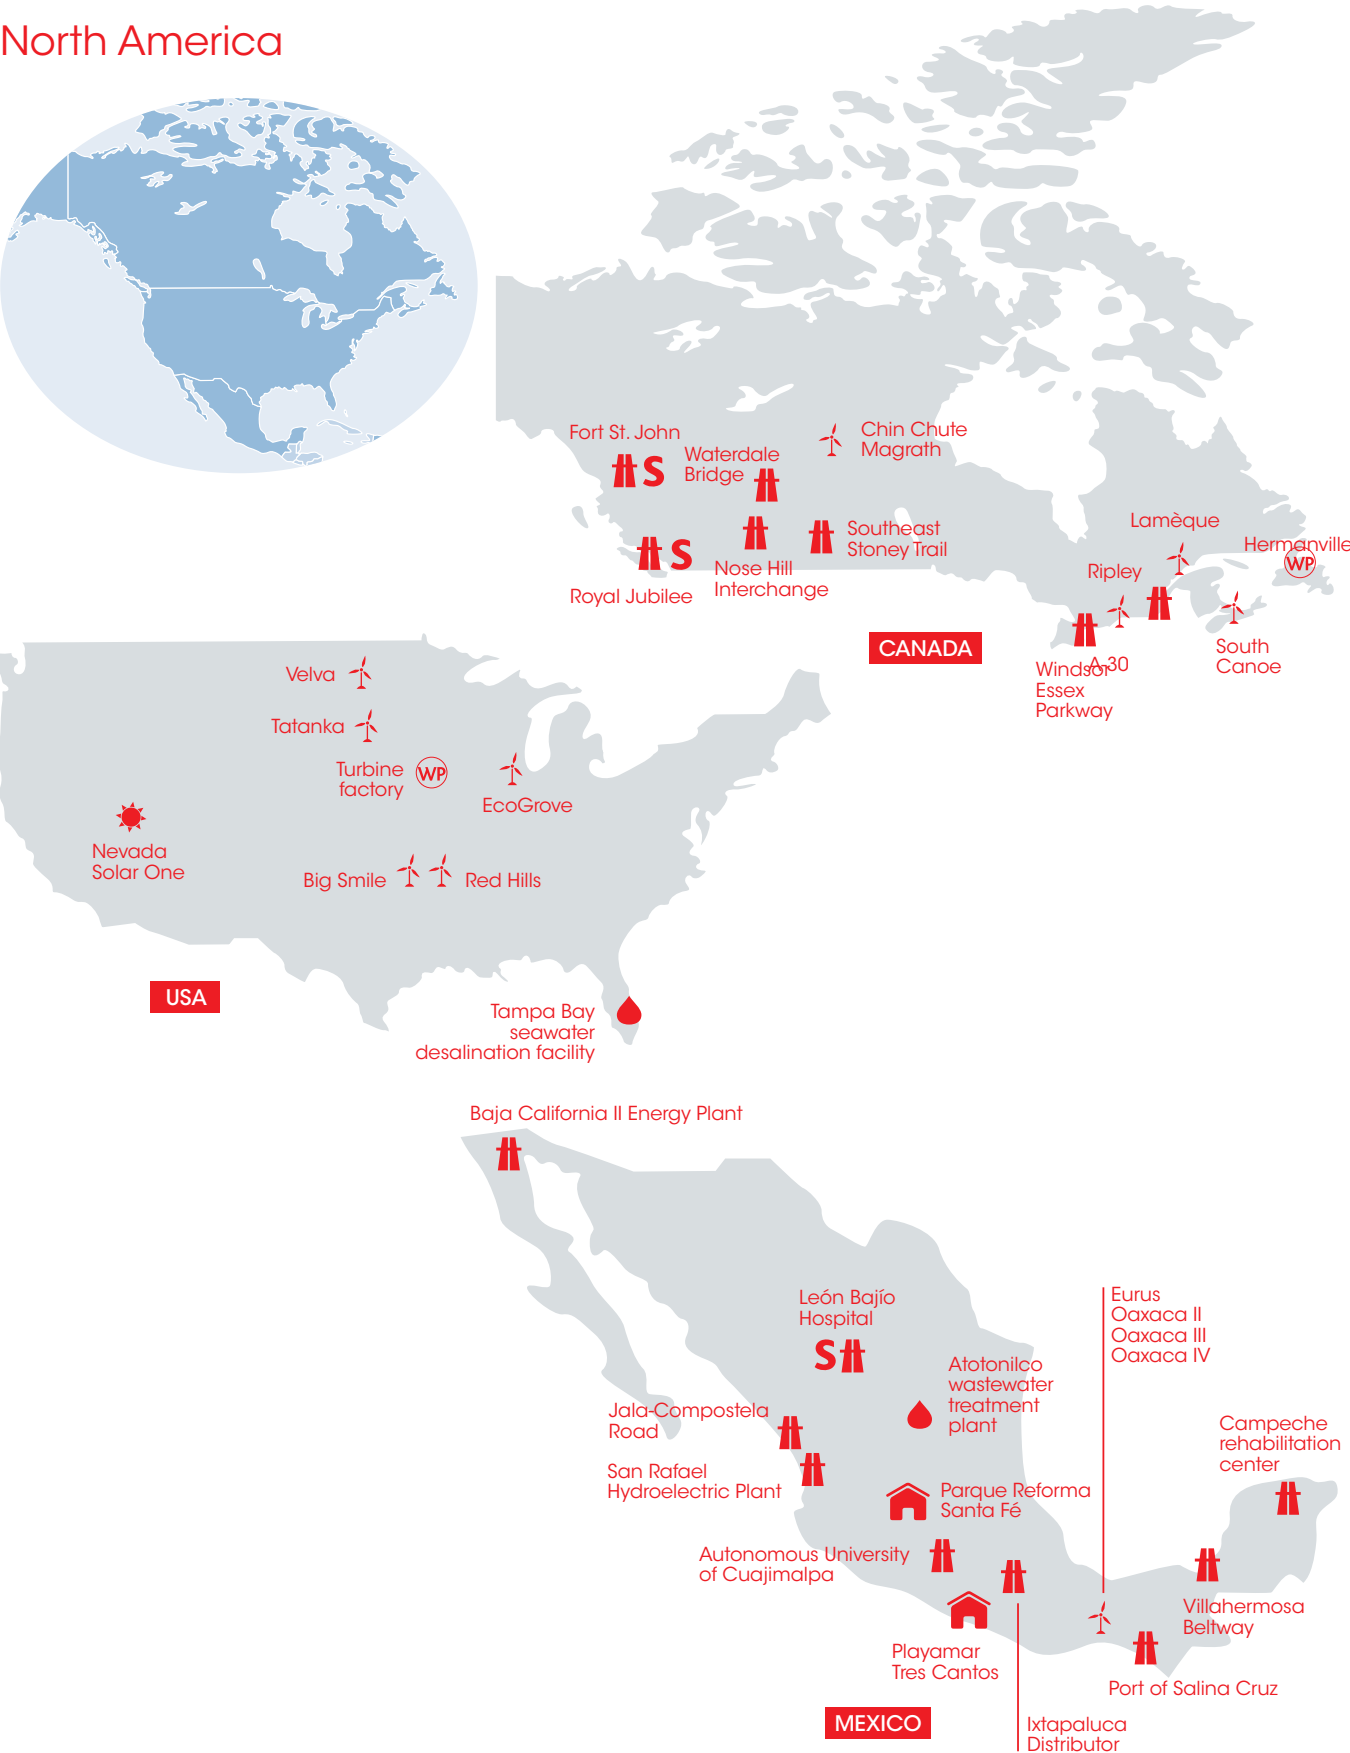 North America
Fort St. John
S
Waterdale
Bridge
Chin Chute
Magrath
Royal Jubilee
S
Nose Hill
Interchange
Southeast
Stoney Trail
Lamèque
Hermanville
WP
Ripley
South
Canoe
A-30
Windsor
Essex
Parkway
CANADA
Velva
Tatanka
Turbine
factory
WP
EcoGrove
Nevada
Solar One
Big Smile
Red Hills
USA
Tampa Bay
seawater
desalination facility
Baja California II Energy Plant
León Bajío
Hospital
S
Eurus
Oaxaca II
Oaxaca III
Oaxaca IV
Atotonilco
wastewater
treatment
plant
Jala-Compostela
Road
San Rafael
Hydroelectric Plant
Campeche
rehabilitation
center
Parque Reforma
Santa Fé
Autonomous University
of Cuajimalpa
Villahermosa
Beltway
Playamar
Tres Cantos
Port of Salina Cruz
MEXICO
Ixtapaluca
Distributor